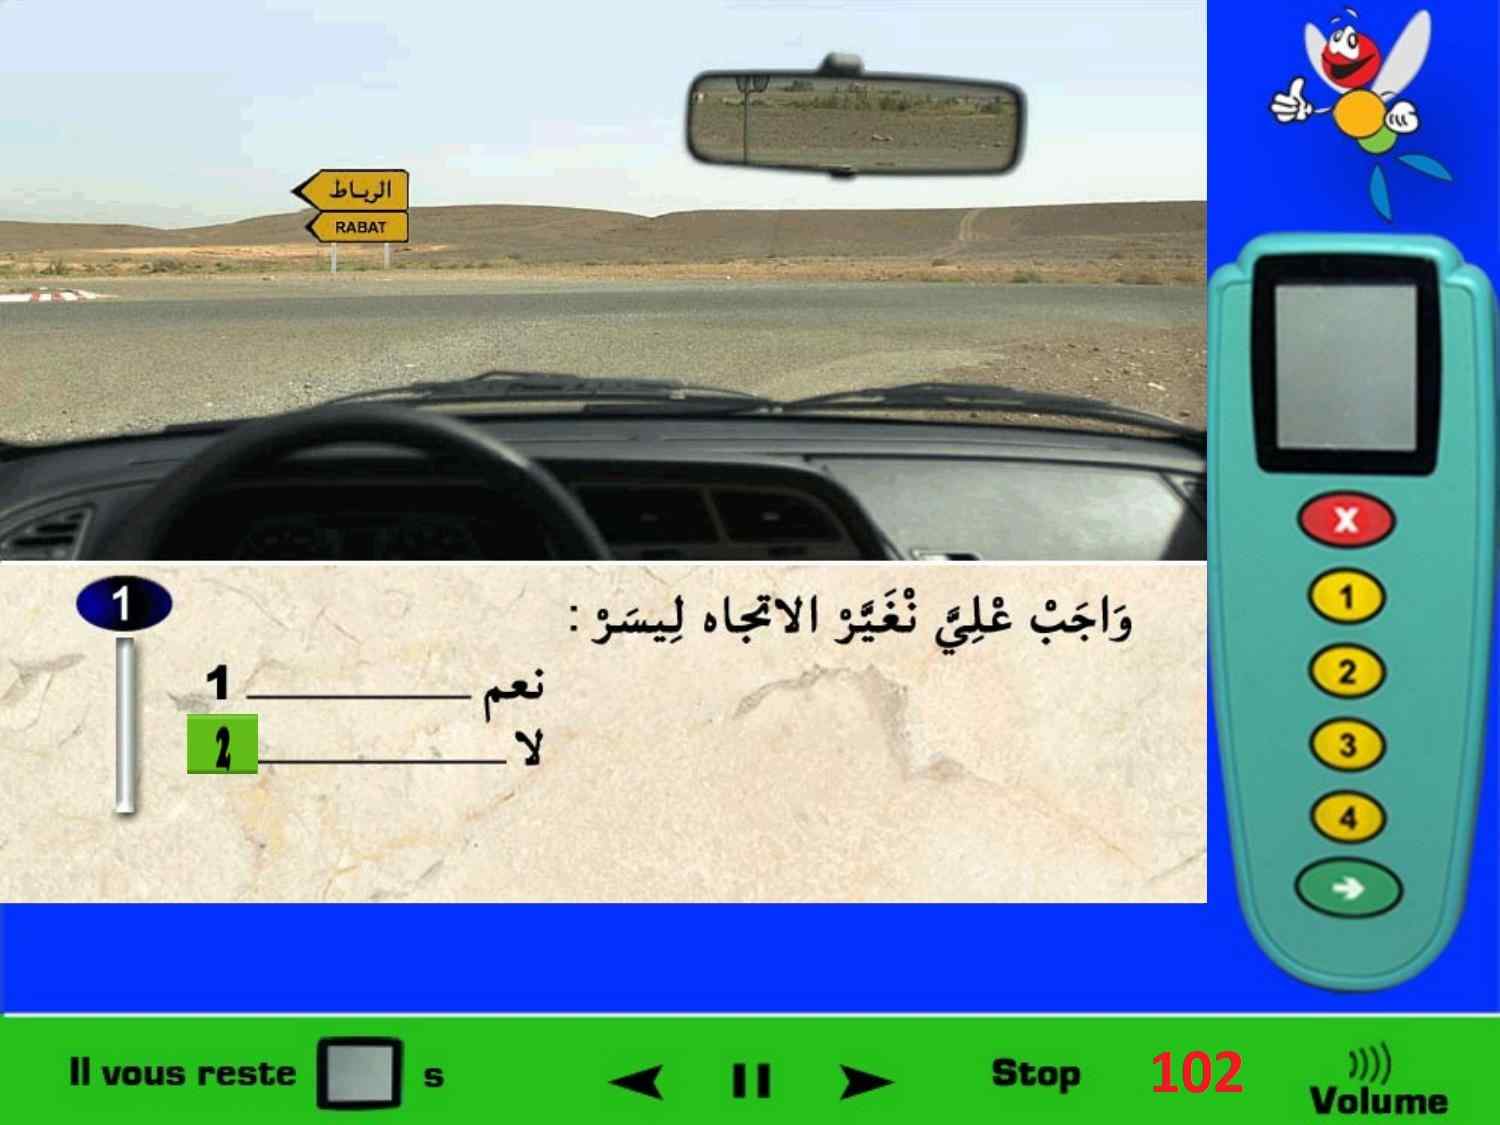 الرباط
RABAT
1
وَاجَبْ عْلِيَّ نْغَيَّرْ الاتجاه لِيسَرْ :
نعم 1
لا 2
X
1
2
3
4
Il vous reste s
Stop
102
Volume